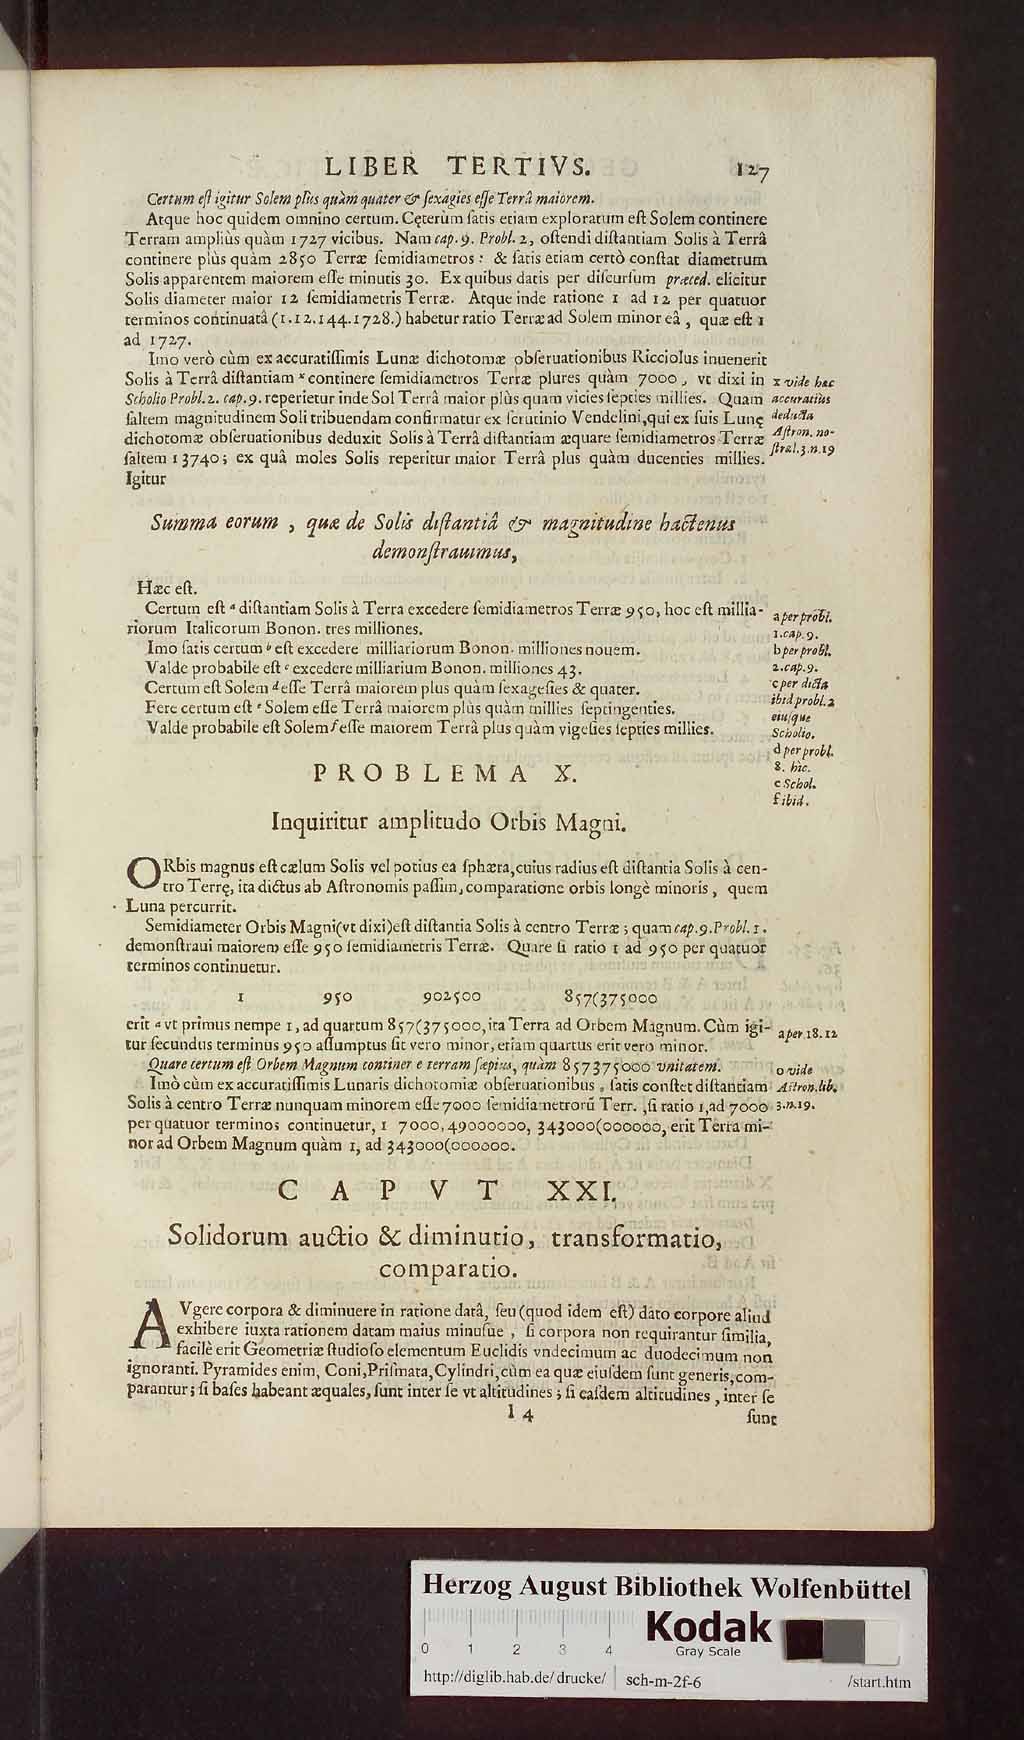 LIBER TERTIVS. 127
Certum eſt igitur Solem plus quàm quater & ſexagies eſſe Terrâ maiorem.
Atque hoc quidem omnino certum. Cęterùm ſatis etiam exploratum eſt Solem continere
Terram ampliùs quàm 1727 vicibus. Nam cap. 9. Probl. 2, oſtendi diſtantiam Solis à Terrâ
continere plùs quàm 2850 Terræ ſemidiametros: & ſatis etiam certò conſtat diametrum
Solis apparentem maiorem eſſe minutis 30. Ex quibus datis per diſcurſum præced. elicitur
Solis diameter maior 12 ſemidiametris Terræ. Atque inde ratione 1 ad 12 per quatuor
terminos continuatâ (1.12.144.1728.) habetur ratio Terræ ad Solem minor eâ, quæ eſt 1
ad 1727.
Imo verò cùm ex accuratiſſimis Lunæ dichotomæ obſeruationibus Ricciolus inuenerit
Solis à Terrâ diſtantiam x continere ſemidiametros Terræ plures quàm 7000, vt dixi in
Scholio Probl. 2. cap. 9. reperietur inde Sol Terrâ maior plùs quam vicies ſepties millies. Quam
ſaltem magnitudinem Soli tribuendam confirmatur ex ſcrutinio Vendelini, qui ex ſuis Lunę
dichotomæ obſeruationibus deduxit Solis à Terrâ diſtantiam æquare ſemidiametros Terræ
ſaltem 13740; ex quâ moles Solis reperitur maior Terrâ plus quàm ducenties millies.
Igitur
x vide hæc
accuratiùs
deducta
Aſtron. no-
ſtræ l.3.n.19
Summa eorum, quæ de Solis diſtantiâ & magnitudine hactenus
demonſtrauimus,
Hæc eſt.
Certum eſt a diſtantiam Solis à Terra excedere ſemidiametros Terræ 950, hoc eſt millia-
riorum Italicorum Bonon. tres milliones.
Imo ſatis certum b eſt excedere milliariorum Bonon. milliones nouem.
Valde probabile eſt c excedere milliarium Bonon. milliones 43.
Certum eſt Solem d eſſe Terrâ maiorem plus quàm ſexageſies & quater.
Fere certum eſt e Solem eſſe Terrâ maiorem plùs quàm millies ſeptingenties.
Valde probabile eſt Solem f eſſe maiorem Terrâ plus quàm vigeſies ſepties millies.
a per probl.
1. cap. 9.
b per probl.
2. cap. 9.
c per dicta
ibid probl. 2
eiuſque
Scholio.
d per probl.
8. hìc.
e Schol.
f ibid.
PROBLEMA X.
Inquiritur amplitudo Orbis Magni.
ORbis magnus eſt cælum Solis vel potius ea ſphæra, cuius radius eſt diſtantia Solis à cen-
tro Terrę, ita dictus ab Aſtronomis paſſim, comparatione orbis longè minoris, quem
Luna percurrit.
Semidiameter Orbis Magni (vt dixi) eſt diſtantia Solis à centro Terræ; quam cap. 9. Probl. 1.
demonſtraui maiorem eſſe 950 ſemidiametris Terræ. Quare ſi ratio 1 ad 950 per quatuor
terminos continuetur.
1 950 902500 857(375000
erit a vt primus nempe 1, ad quartum 857(375000, ita Terra ad Orbem Magnum. Cùm igi-
tur ſecundus terminus 950 aſſumptus ſit vero minor, etiam quartus erit vero minor.
a per 18. 12
Quare certum eſt Orbem Magnum continere terram ſæpius, quàm 857375000 vnitatem.
Imò cùm ex accuratiſſimis Lunaris dichotomiæ obſeruationibus o ſatis conſtet diſtantiam
Solis à centro Terræ nunquam minorem eſſe 7000 ſemidiametrorū Terr., ſi ratio 1, ad 7000
per quatuor terminos continuetur, 1 7000, 49000000, 343000(000000, erit Terra mi-
nor ad Orbem Magnum quàm 1, ad 343000(000000.
o vide
Aſtron. lib.
3.n.19.
CAPVT XXI.
Solidorum auctio & diminutio, transformatio,
comparatio.
AVgere corpora & diminuere in ratione datâ, ſeu (quod idem eſt) dato corpore aliud
exhibere iuxta rationem datam maius minuſue, ſi corpora non requirantur ſimilia,
facilè erit Geometriæ ſtudioſo elementum Euclidis vndecimum ac duodecimum non
ignoranti. Pyramides enim, Coni, Priſmata, Cylindri, cùm ea quæ eiuſdem ſunt generis, com-
parantur; ſi baſes habeant æquales, ſunt inter ſe vt altitudines; ſi eaſdem altitudines, inter ſe
I 4 ſunt
Herzog August Bibliothek Wolfenbüttel
0 1 2 3 4
Kodak
Gray Scale
http://diglib.hab.de/drucke/ sch-m-2f-6 /start.htm